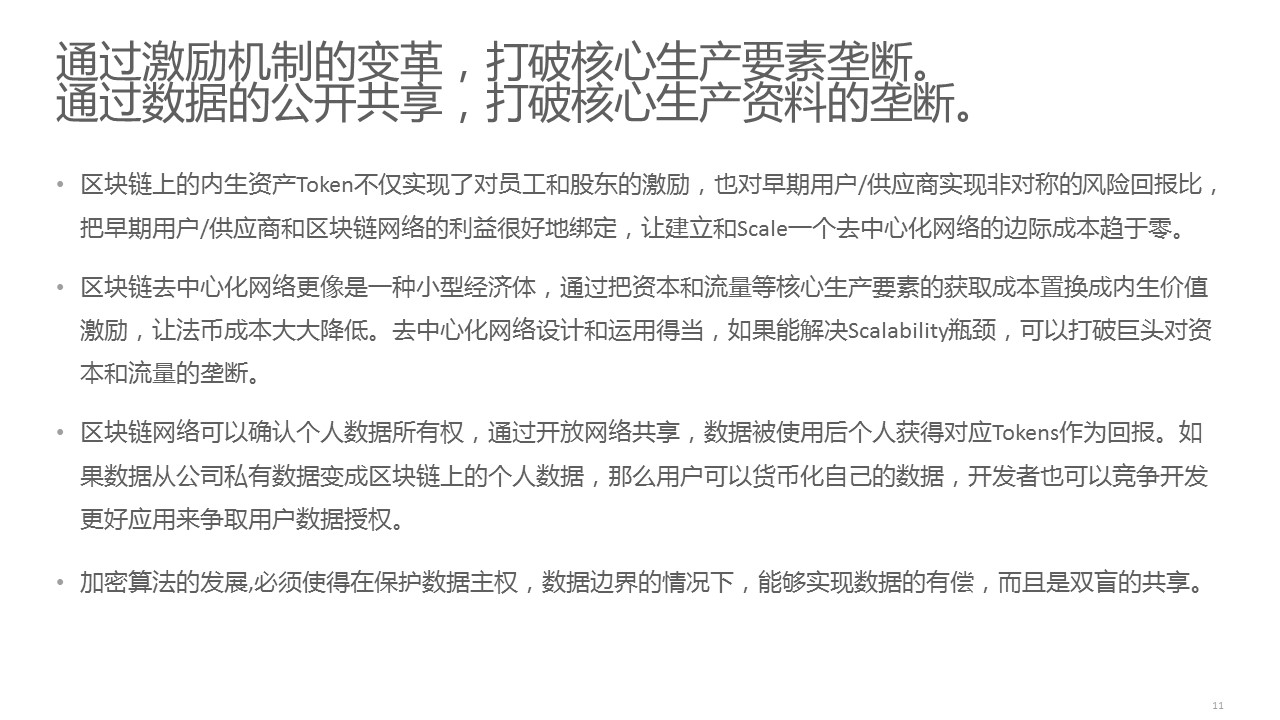 通过激励机制的变革，打破核心生产要素垄断。
通过数据的公开共享，打破核心生产资料的垄断。
• 区块链上的内生资产Token不仅实现了对员工和股东的激励，也对早期用户/供应商实现非对称的风险回报比，
把早期用户/供应商和区块链网络的利益很好地绑定，让建立和Scale一个去中心化网络的边际成本趋于零。
• 区块链去中心化网络更像是一种小型经济体，通过把资本和流量等核心生产要素的获取成本置换成内生价值
激励，让法币成本大大降低。去中心化网络设计和运用得当，如果能解决Scalability瓶颈，可以打破巨头对资
本和流量的垄断。
• 区块链网络可以确认个人数据所有权，通过开放网络共享，数据被使用后个人获得对应Tokens作为回报。如
果数据从公司私有数据变成区块链上的个人数据，那么用户可以货币化自己的数据，开发者也可以竞争开发
更好应用来争取用户数据授权。
• 加密算法的发展,必须使得在保护数据主权，数据边界的情况下，能够实现数据的有偿，而且是双盲的共享。
11